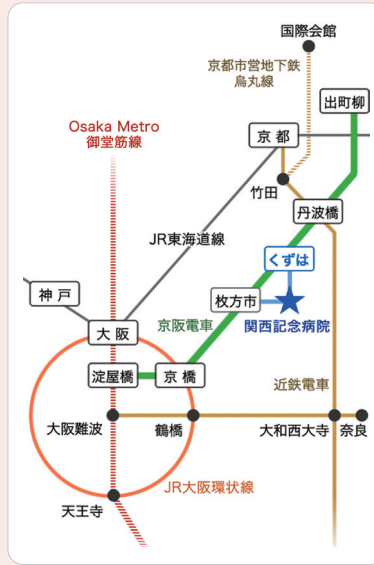 国際会館
京都市営地下鉄
烏丸線
出町柳
Osaka Metro
御堂筋線
京都
竹田
丹波橋
JR東海道線
くずは
神戸
枚方市
関西記念病院
大阪
京阪電車
淀屋橋
京橋
近鉄電車
大阪難波
鶴橋
大和西大寺
奈良
JR大阪環状線
天王寺